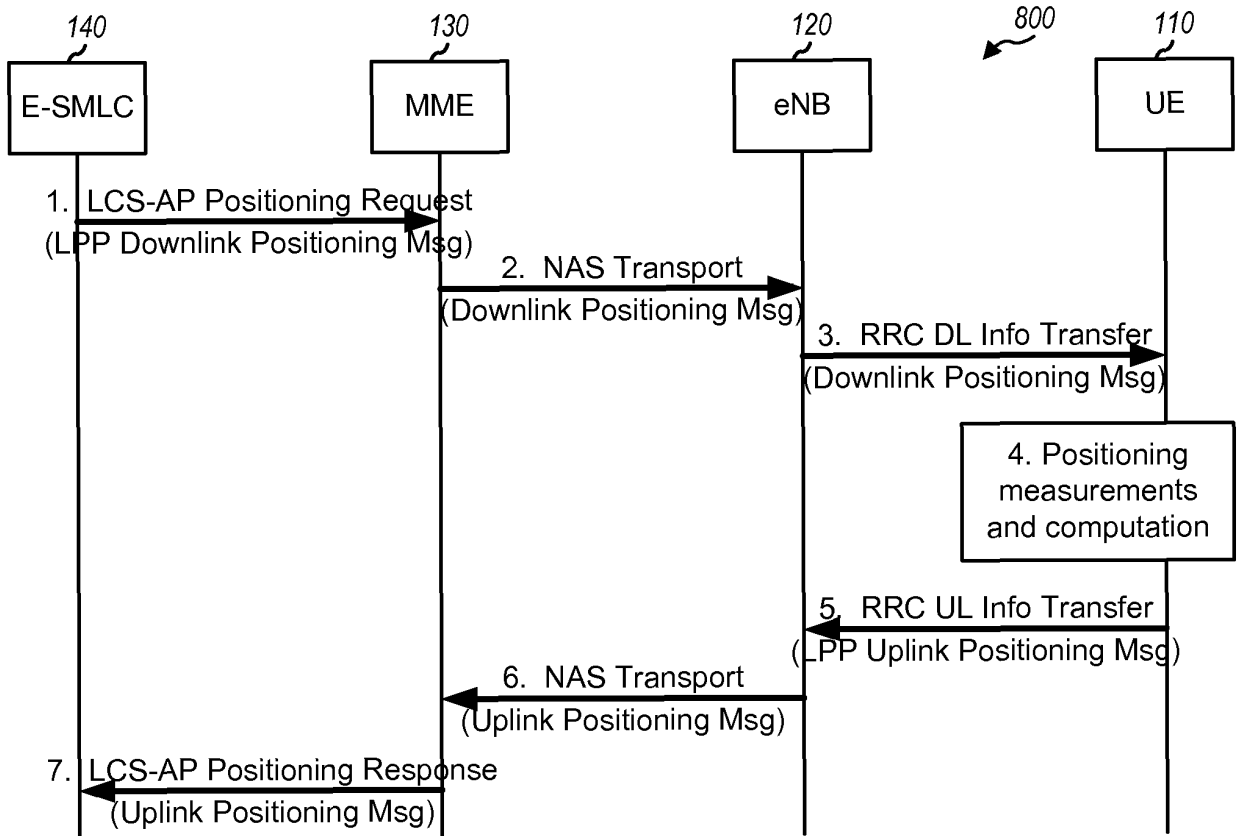 140
130
120
800
110
E-SMLC
MME
eNB
UE
1. LCS-AP Positioning Request
(LPP Downlink Positioning Msg)
2. NAS Transport
(Downlink Positioning Msg)
3. RRC DL Info Transfer
(Downlink Positioning Msg)
4. Positioning
measurements
and computation
5. RRC UL Info Transfer
(LPP Uplink Positioning Msg)
6. NAS Transport
(Uplink Positioning Msg)
7. LCS-AP Positioning Response
(Uplink Positioning Msg)